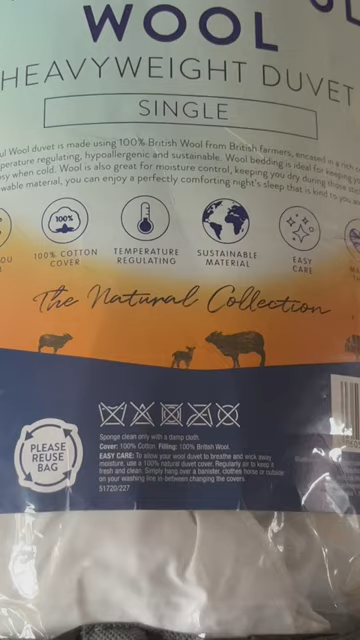 WOOL
HEAVYWEIGHT DUVET
SINGLE
Wool duvet is made using 100% British Wool from British farmers, encased in a rich
regulating, hypoallergenic and sustainable. Wool bedding is ideal for keeping
when cold. Wool is also great for moisture control, keeping you dry during those
material, you can enjoy a perfectly comforting night's sleep that is kind to
100%
100% COTTON
COVER
TEMPERATURE
REGULATING
SUSTAINABLE
MATERIAL
EASY
CARE
The Natural Collection
PLEASE
REUSE
BAG
Sponge clean only with a damp cloth.
Cover: 100% Cotton. Filling: 100% British Wool.
EASY CARE: To allow your wool duvet to breathe and wick away
moisture, use a 100% natural duvet cover. Regularly air to keep it
fresh and clean. Simply hang over a banister, clothes horse or outside
on your washing line in-between changing the covers.
51720/227